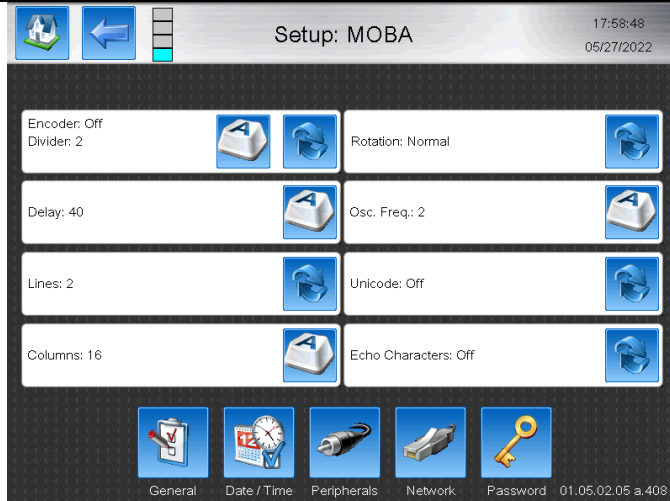 Setup: MOBA
17:58:48
05/27/2022
Encoder: Off
Divider: 2
Rotation: Normal
Delay: 40
Osc. Freq.: 2
Lines: 2
Unicode: Off
Columns: 16
Echo Characters: Off
General
Date / Time
Peripherals
Network
Password
01.05.02.05 a.408